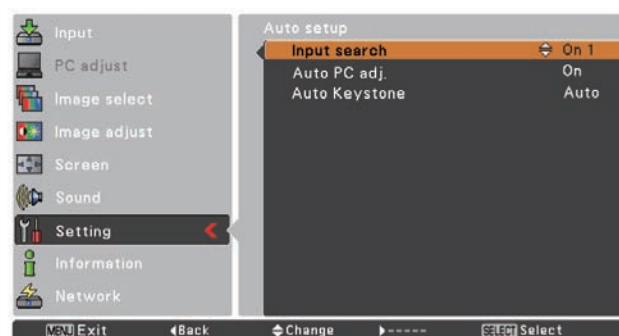 Input
PC adjust
Image select
Image adjust
Screen
Sound
Setting
Information
Network
Auto setup
Input search On 1
Auto PC adj. On
Auto Keystone Auto
MENU Exit Back Change ----- SELECT Select